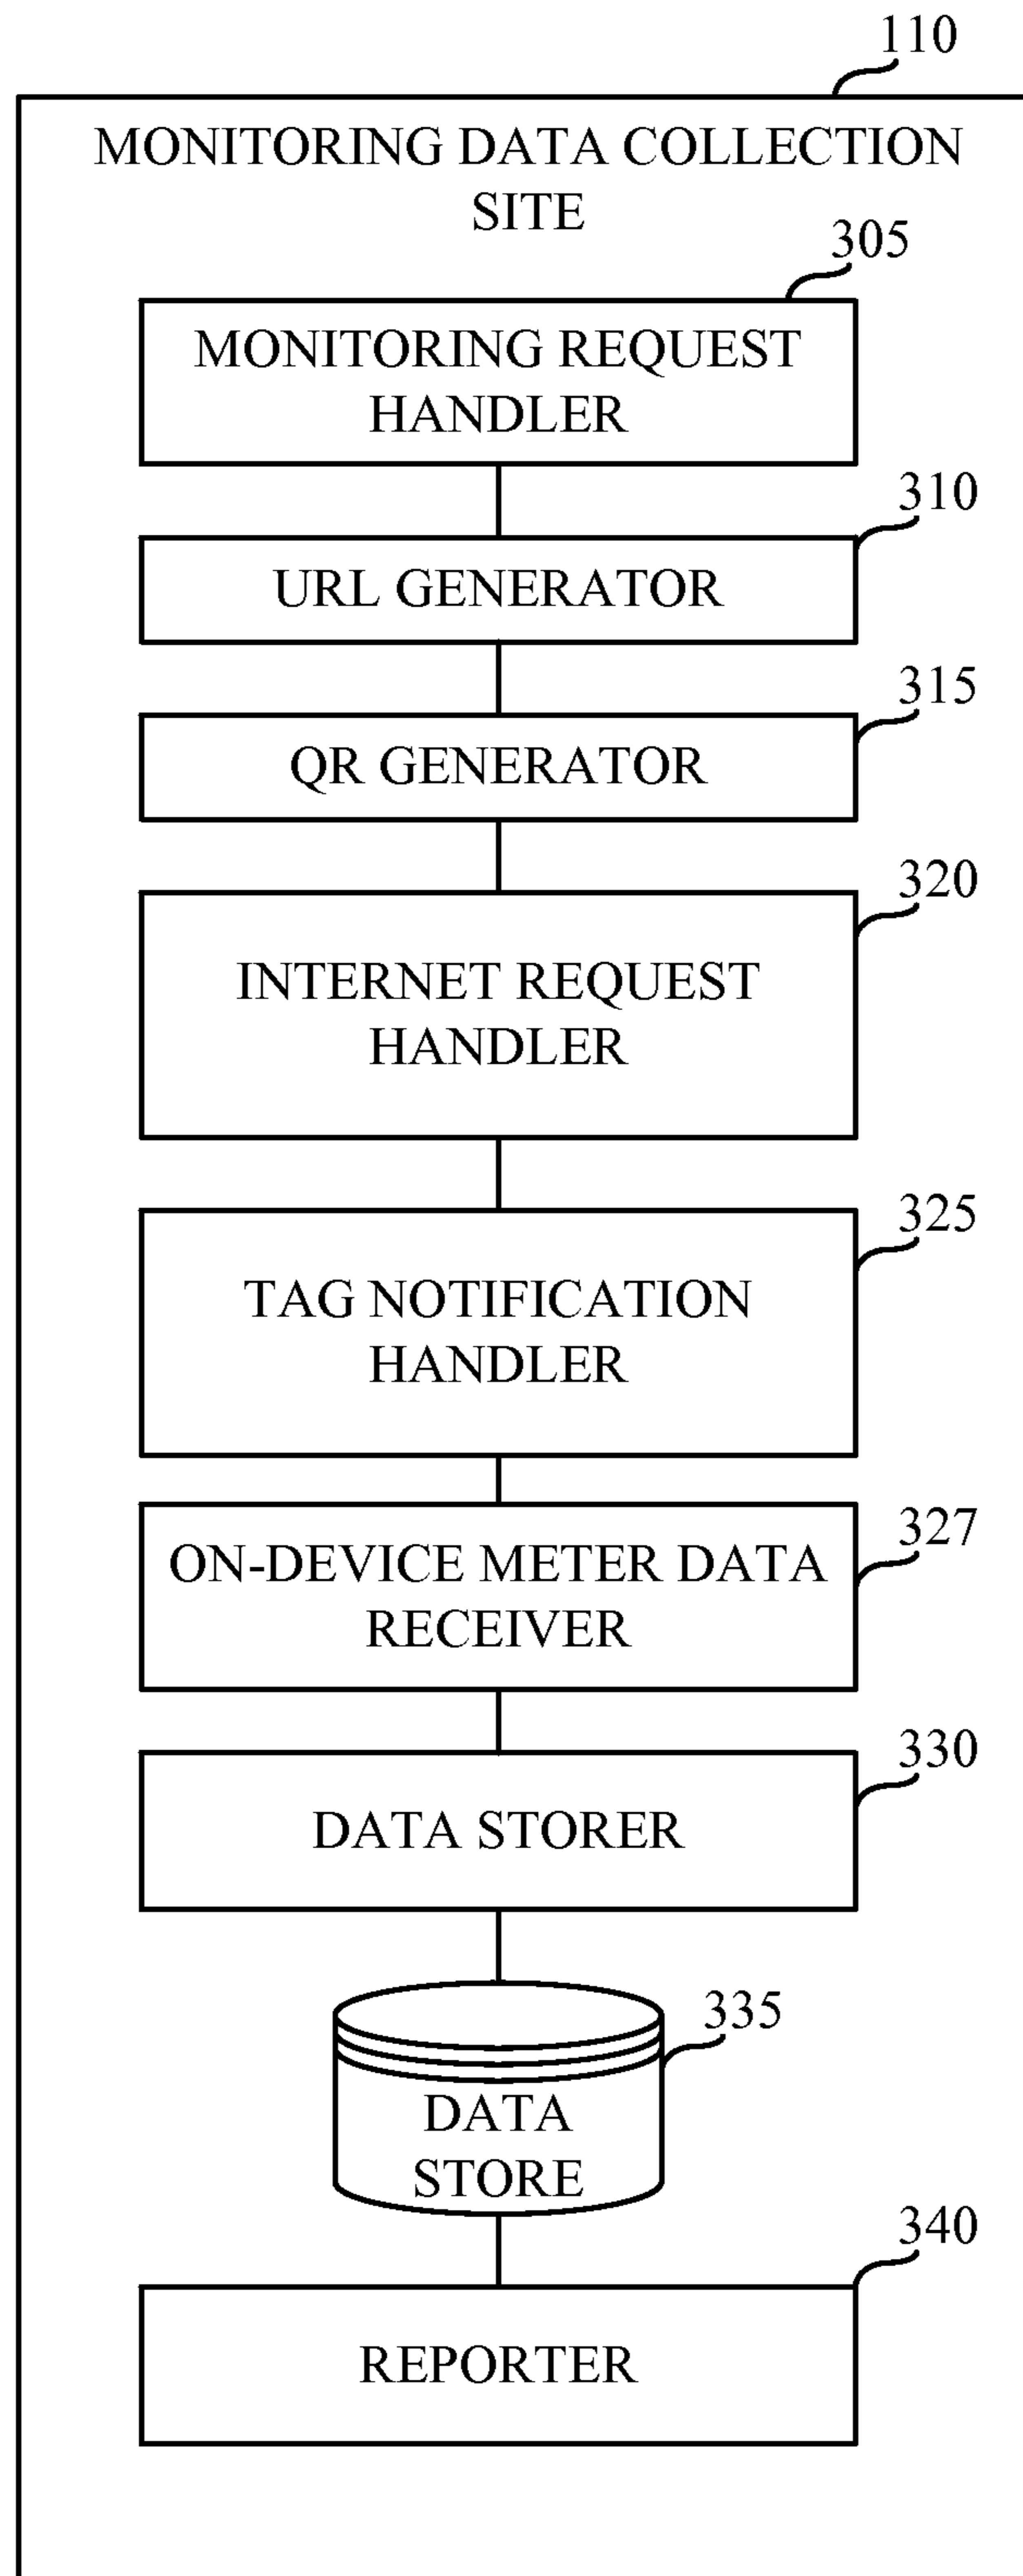 110
MONITORING DATA COLLECTION
SITE
305
MONITORING REQUEST
HANDLER
310
URL GENERATOR
315
QR GENERATOR
320
INTERNET REQUEST
HANDLER
325
TAG NOTIFICATION
HANDLER
327
ON-DEVICE METER DATA
RECEIVER
330
DATA STORER
335
DATA
STORE
340
REPORTER